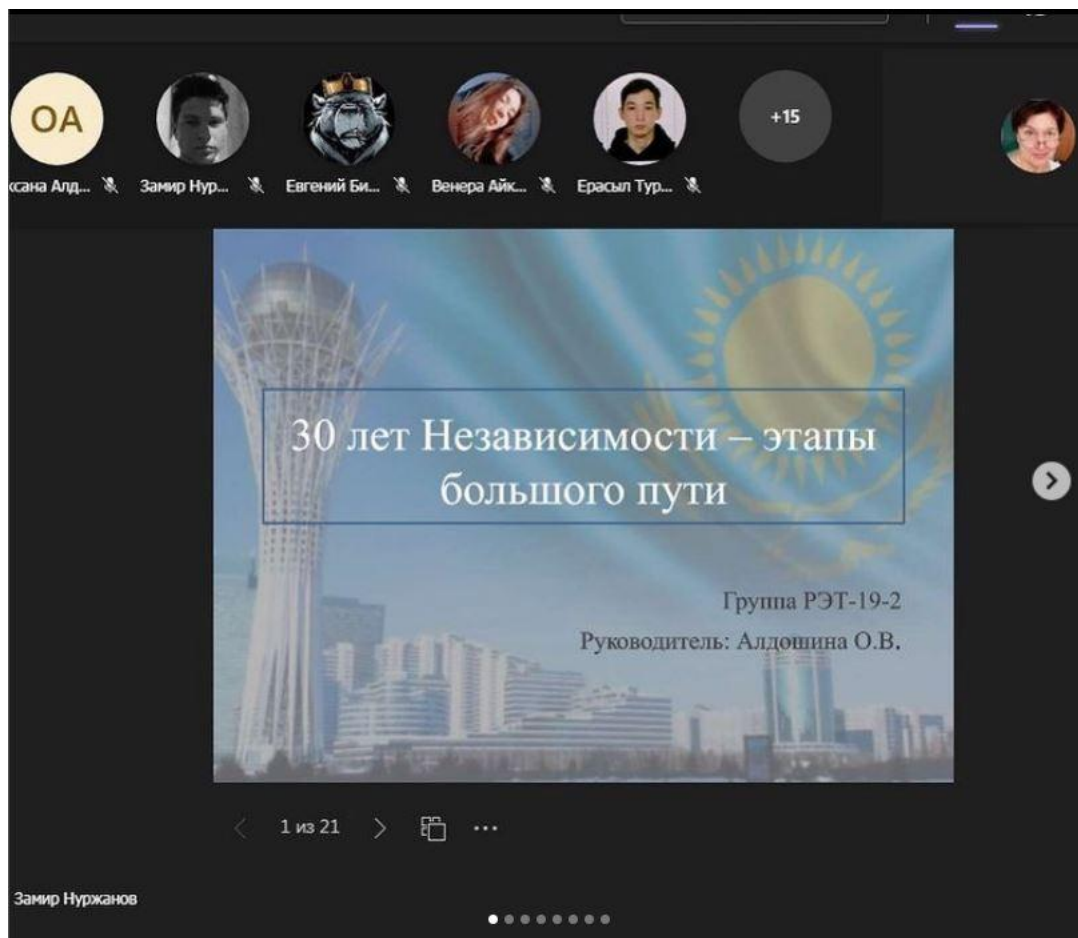 OA
ксана Алд...
Замир Нур...
Евгений Би...
Венера Айк...
Ерасыл Тур...
+15
30 лет Независимости – этапы
большого пути
Группа РЭТ-19-2
Руководитель: Алдошина О.В.
1 из 21
Замир Нуржанов